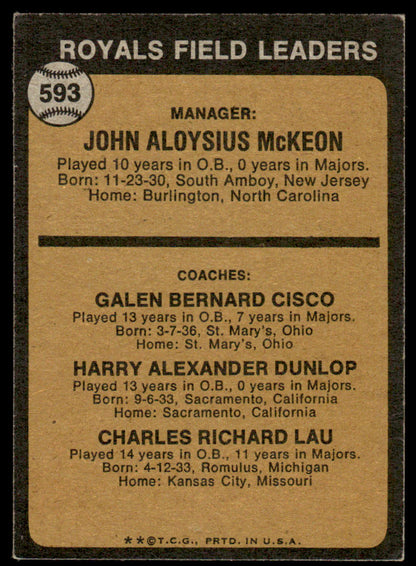 ROYALS FIELD LEADERS
593
MANAGER:
JOHN ALOYSIUS McKEON
Played 10 years in O.B., 0 years in Majors.
Born: 11-23-30, South Amboy, New Jersey
Home: Burlington, North Carolina
COACHES:
GALEN BERNARD CISCO
Played 13 years in O.B., 7 years in Majors.
Born: 3-7-36, St. Mary's, Ohio
Home: St. Mary's, Ohio
HARRY ALEXANDER DUNLOP
Played 13 years in O.B., 0 years in Majors.
Born: 9-6-33, Sacramento, California
Home: Sacramento, California
CHARLES RICHARD LAU
Played 14 years in O.B., 11 years in Majors.
Born: 4-12-33, Romulus, Michigan
Home: Kansas City, Missouri
**©T.C.G., PRTD. IN U.S.A.